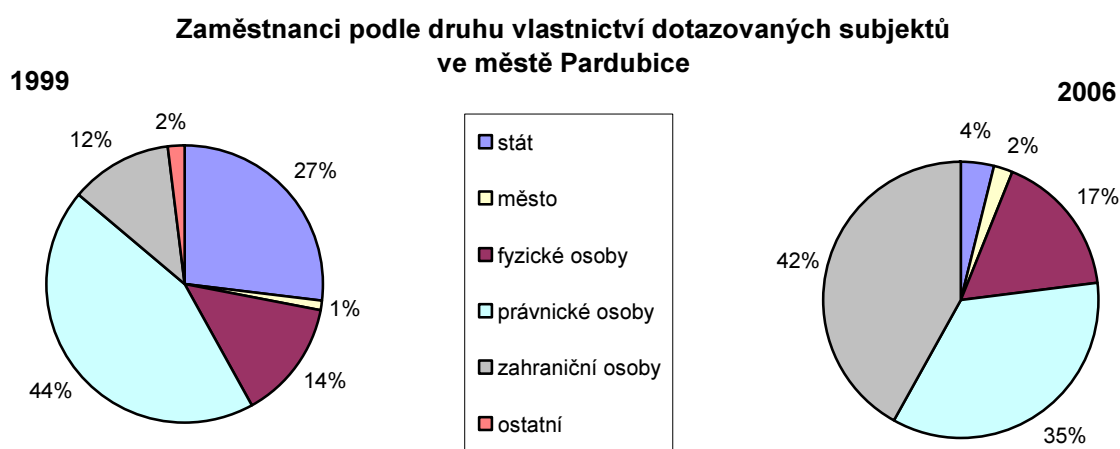 Zaměstnanci podle druhu vlastnictví dotazovaných subjektů
ve městě Pardubice
1999
2%
12%
27%
1%
14%
44%
stát
město
fyzické osoby
právnické osoby
zahraniční osoby
ostatní
2006
4%
2%
17%
42%
35%